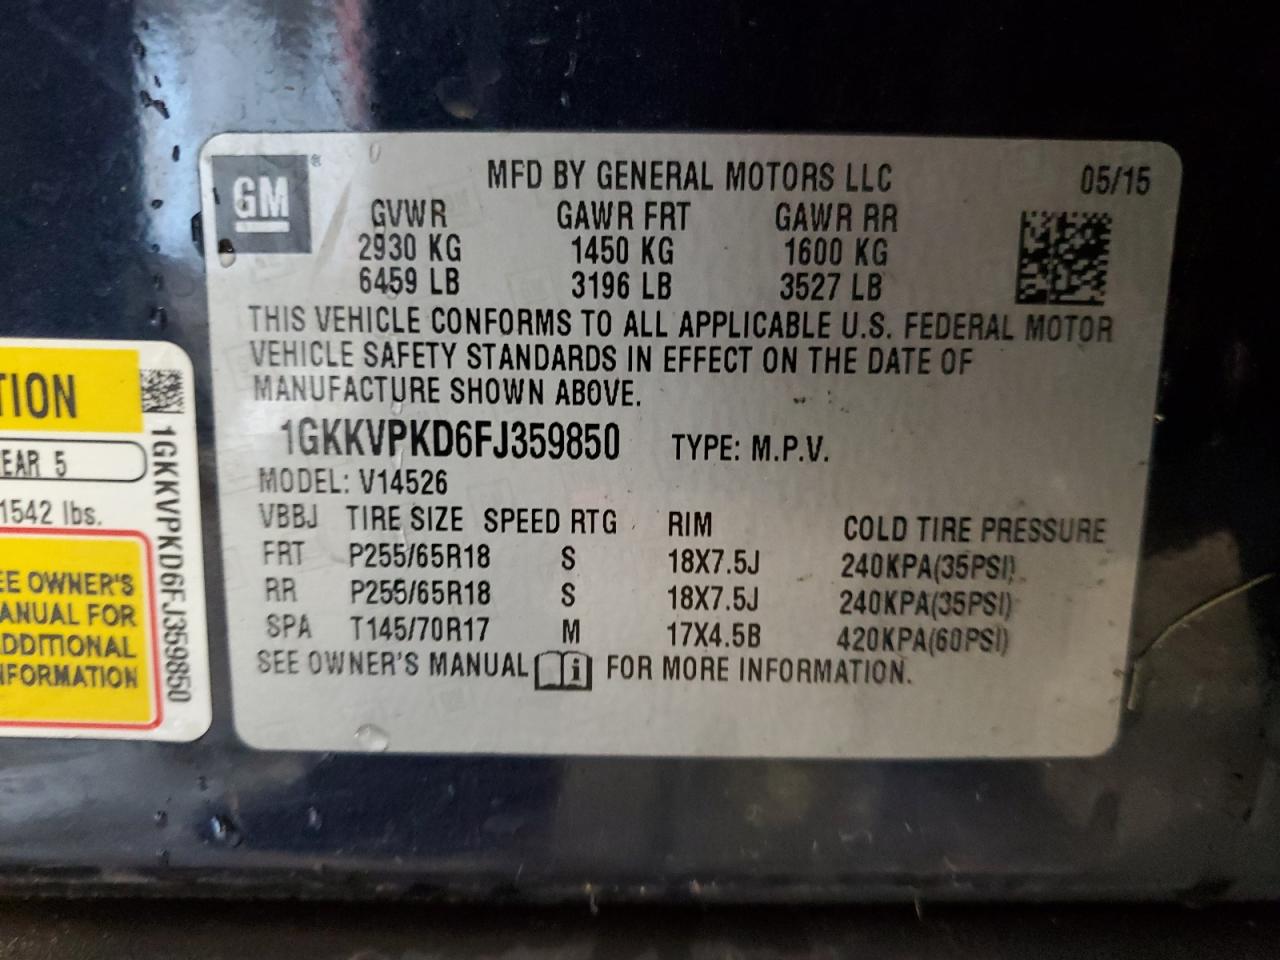 GM ®
MFD BY GENERAL MOTORS LLC 05/15
GVWR GAWR FRT GAWR RR
2930 KG 1450 KG 1600 KG
6459 LB 3196 LB 3527 LB
THIS VEHICLE CONFORMS TO ALL APPLICABLE U.S. FEDERAL MOTOR
VEHICLE SAFETY STANDARDS IN EFFECT ON THE DATE OF
MANUFACTURE SHOWN ABOVE.
1GKKVPKD6FJ359850 TYPE: M.P.V.
MODEL: V14526
VBBJ TIRE SIZE SPEED RTG RIM COLD TIRE PRESSURE
FRT P255/65R18 S 18X7.5J 240KPA(35PSI)
RR P255/65R18 S 18X7.5J 240KPA(35PSI)
SPA T145/70R17 M 17X4.5B 420KPA(60PSI)
SEE OWNER'S MANUAL i FOR MORE INFORMATION.
TION
EAR 5
1542 lbs.
EE OWNER'S
ANUAL FOR
DDITIONAL
NFORMATION
1GKKVPKD6FJ359850